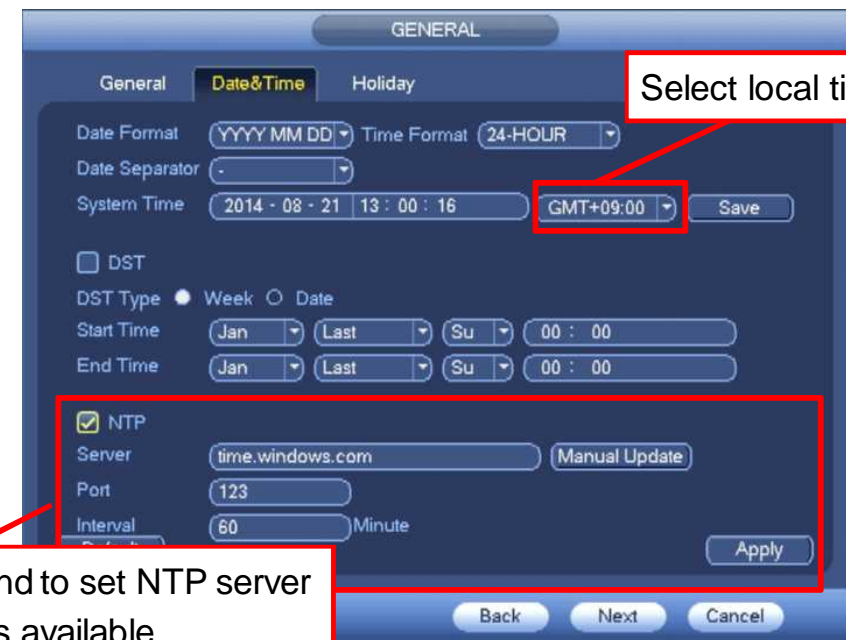 GENERAL
General Date&Time Holiday
Select local
Date Format YYYY MM DD Time Format 24-HOUR
Date Separator -
System Time 2014 - 08 - 21 13 : 00 : 16 GMT+09:00 Save
DST
DST Type Week Date
Start Time Jan Last Su 00 : 00
End Time Jan Last Su 00 : 00
NTP
Server time.windows.com Manual Update
Port 123
Interval 60 Minute
Apply
to set NTP server
available
Back Next Cancel